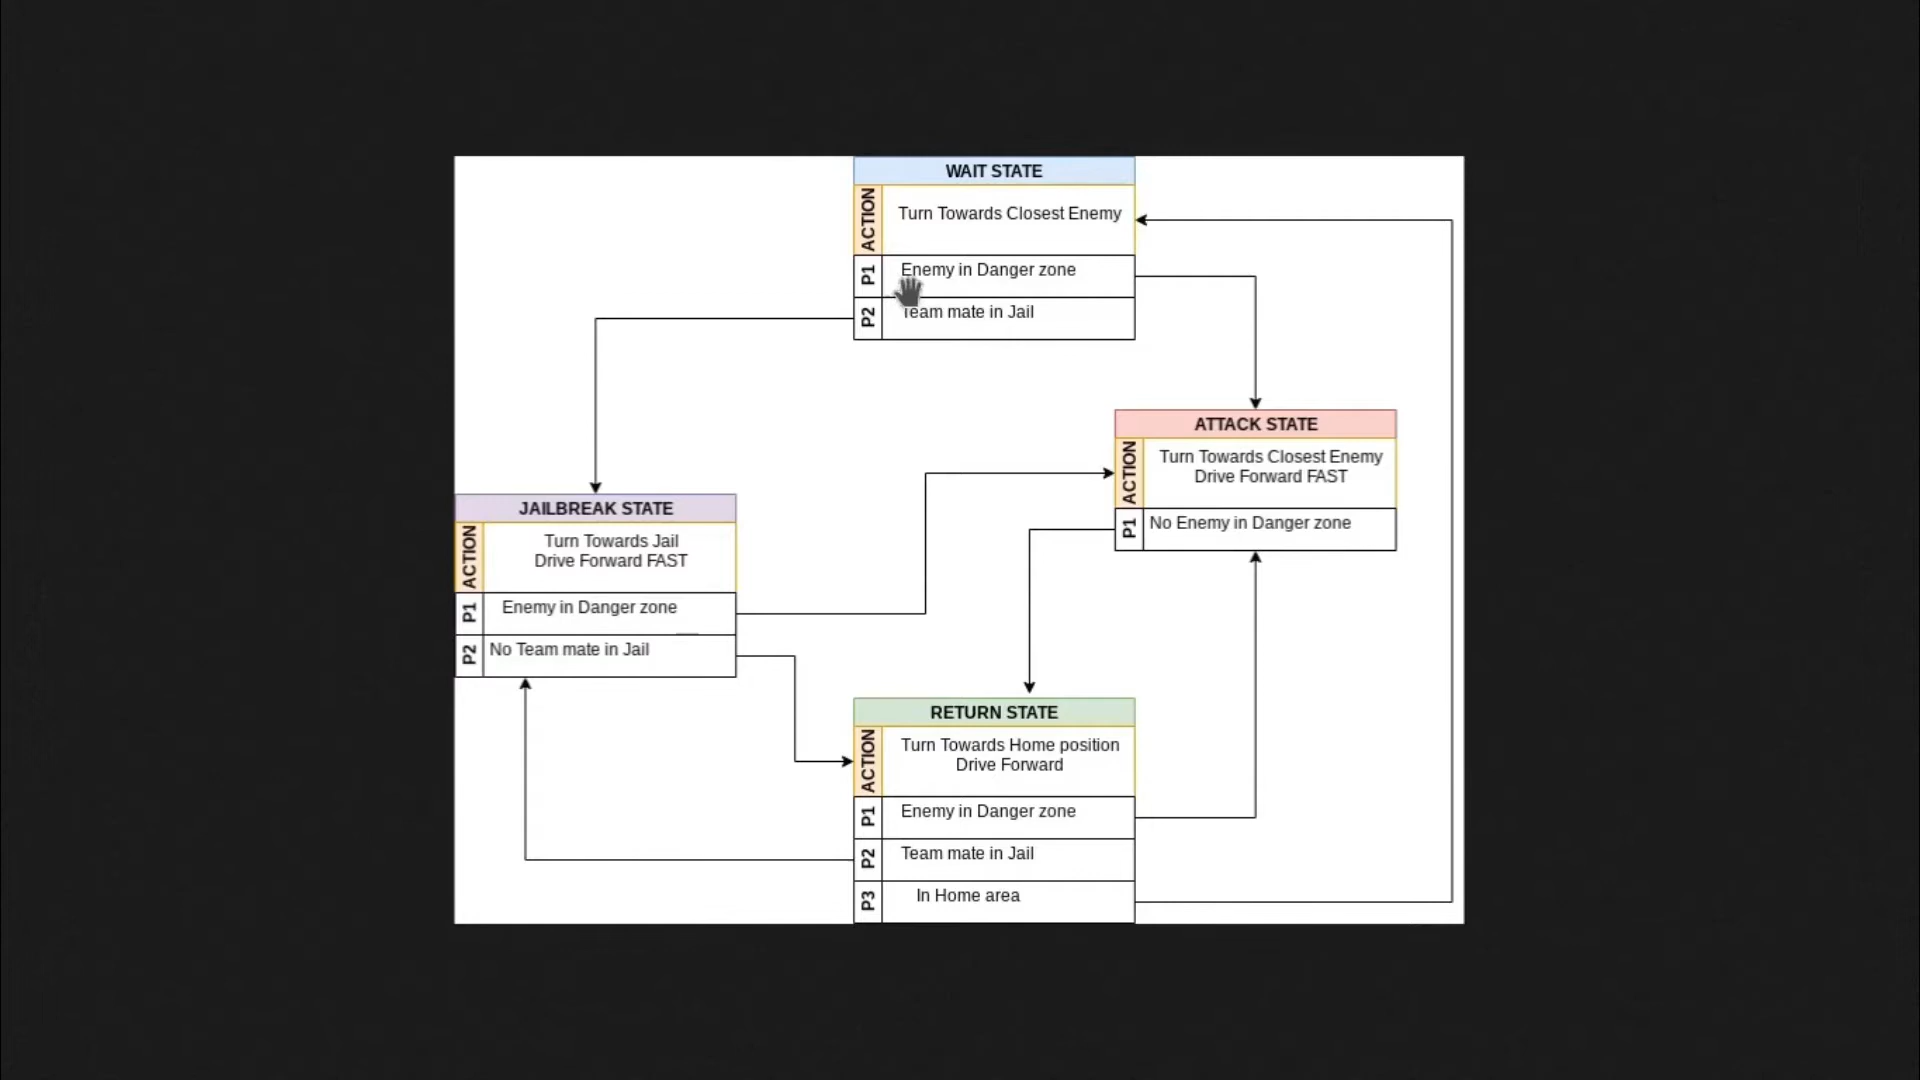 WAIT STATE
ACTION
Turn Towards Closest Enemy
P1
Enemy in Danger zone
P2
Team mate in Jail
ATTACK STATE
ACTION
Turn Towards Closest Enemy
Drive Forward FAST
P1
No Enemy in Danger zone
JAILBREAK STATE
ACTION
Turn Towards Jail
Drive Forward FAST
P1
Enemy in Danger zone
P2
No Team mate in Jail
RETURN STATE
ACTION
Turn Towards Home position
Drive Forward
P1
Enemy in Danger zone
P2
Team mate in Jail
P3
In Home area